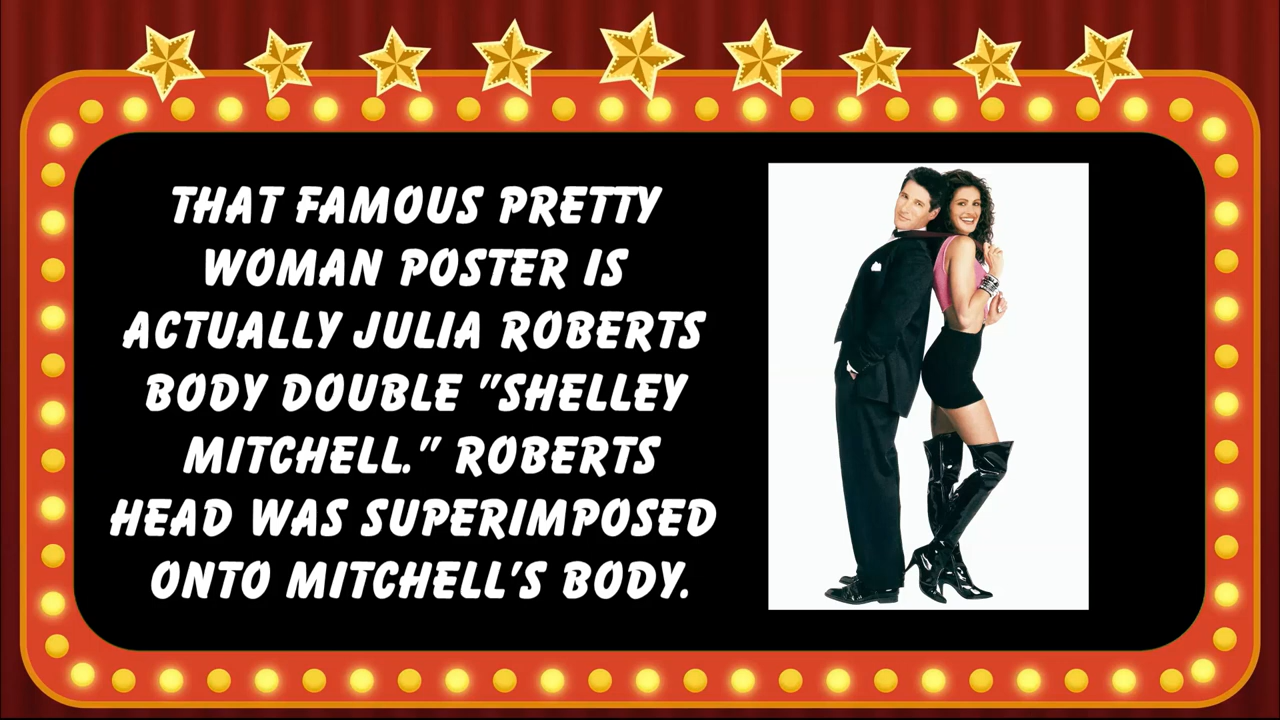 THAT FAMOUS PRETTY
WOMAN POSTER IS
ACTUALLY JULIA ROBERTS
BODY DOUBLE "SHELLEY
MITCHELL." ROBERTS
HEAD WAS SUPERIMPOSED
ONTO MITCHELL'S BODY.